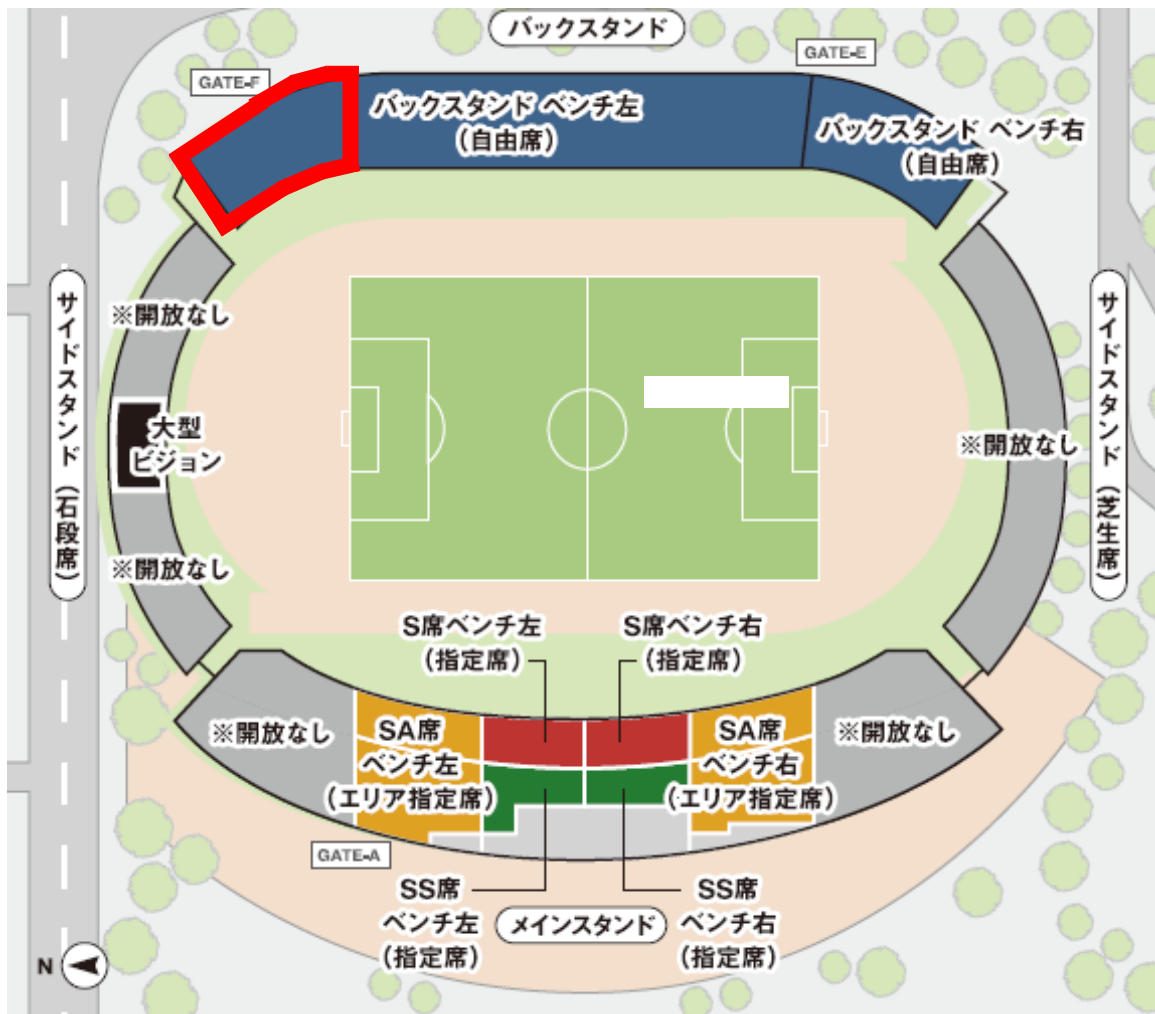 バックスタンド
GATE-E
GATE-F
バックスタンド ベンチ左
（自由席）
バックスタンド ベンチ右
（自由席）
サイドスタンド（石段席）
※開放なし
大型
ビジョン
※開放なし
※開放なし
サイドスタンド（芝生席）
S席ベンチ左
（指定席）
S席ベンチ右
（指定席）
※開放なし
SA席
ベンチ左
（エリア指定席）
SA席
ベンチ右
（エリア指定席）
※開放なし
GATE-A
SS席
ベンチ左
（指定席）
メインスタンド
SS席
ベンチ右
（指定席）
N